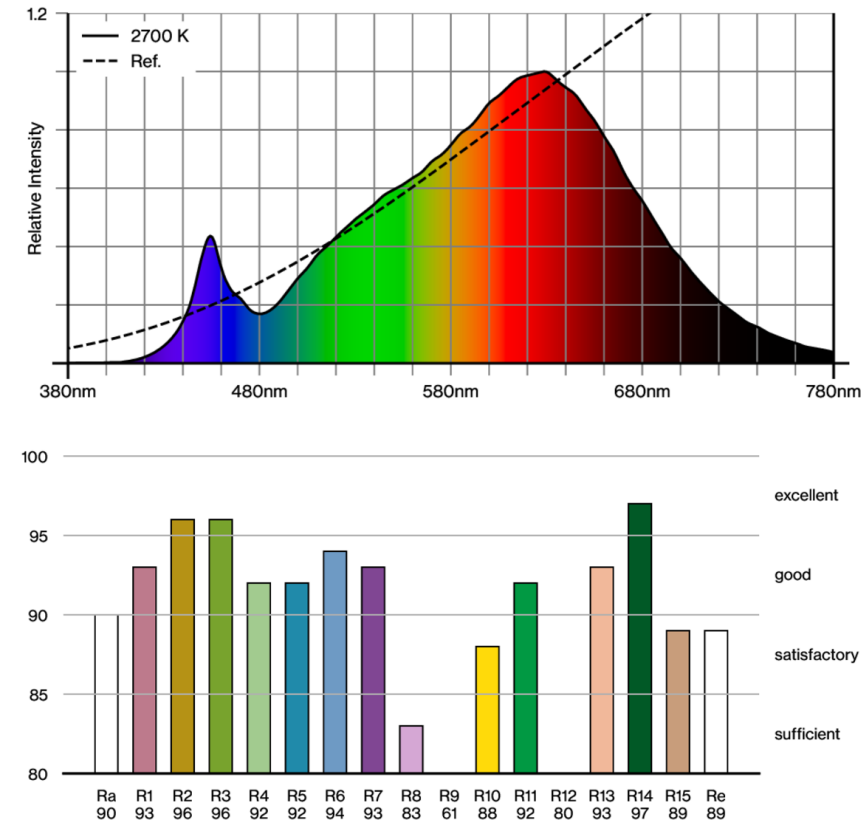 1.2
2700 K
Ref.
Relative Intensity
380nm 480nm 580nm 680nm 780nm
100
excellent
95
good
90
satisfactory
85
sufficient
80
Ra R1 R2 R3 R4 R5 R6 R7 R8 R9 R10 R11 R12 R13 R14 R15 Re
90 93 96 96 92 92 94 93 83 61 88 92 80 93 97 89 89